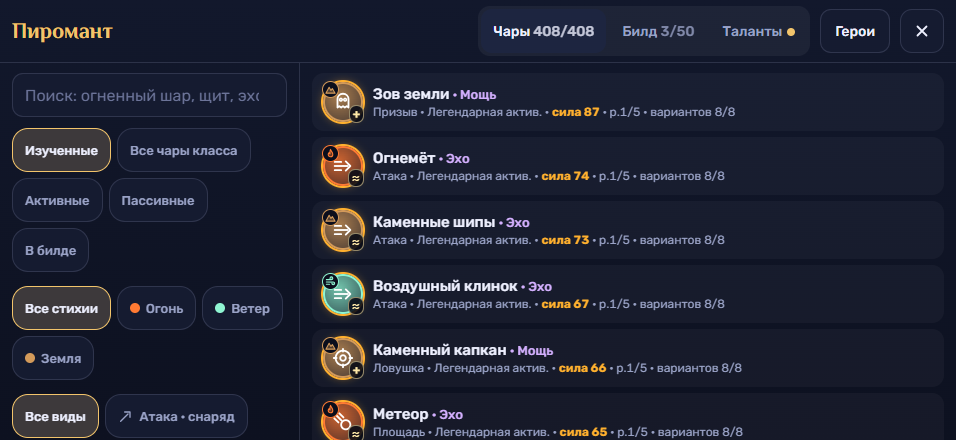 Пиромант
Чары 408/408
Билд 3/50
Таланты
Герои
Поиск: огненный шар, щит, эхо
Изученные
Все чары класса
Активные
Пассивные
В билде
Все стихии
Огонь
Ветер
Земля
Все виды
Атака • снаряд
Зов земли • Мощь
Призыв • Легендарная актив. • сила 87 • р.1/5 • вариантов 8/8
Огнемёт • Эхо
Атака • Легендарная актив. • сила 74 • р.1/5 • вариантов 8/8
Каменные шипы • Эхо
Атака • Легендарная актив. • сила 73 • р.1/5 • вариантов 8/8
Воздушный клинок • Эхо
Атака • Легендарная актив. • сила 67 • р.1/5 • вариантов 8/8
Каменный капкан • Мощь
Ловушка • Легендарная актив. • сила 66 • р.1/5 • вариантов 8/8
Метеор • Эхо
Площадь • Легендарная актив. • сила 65 • р.1/5 • вариантов 8/8